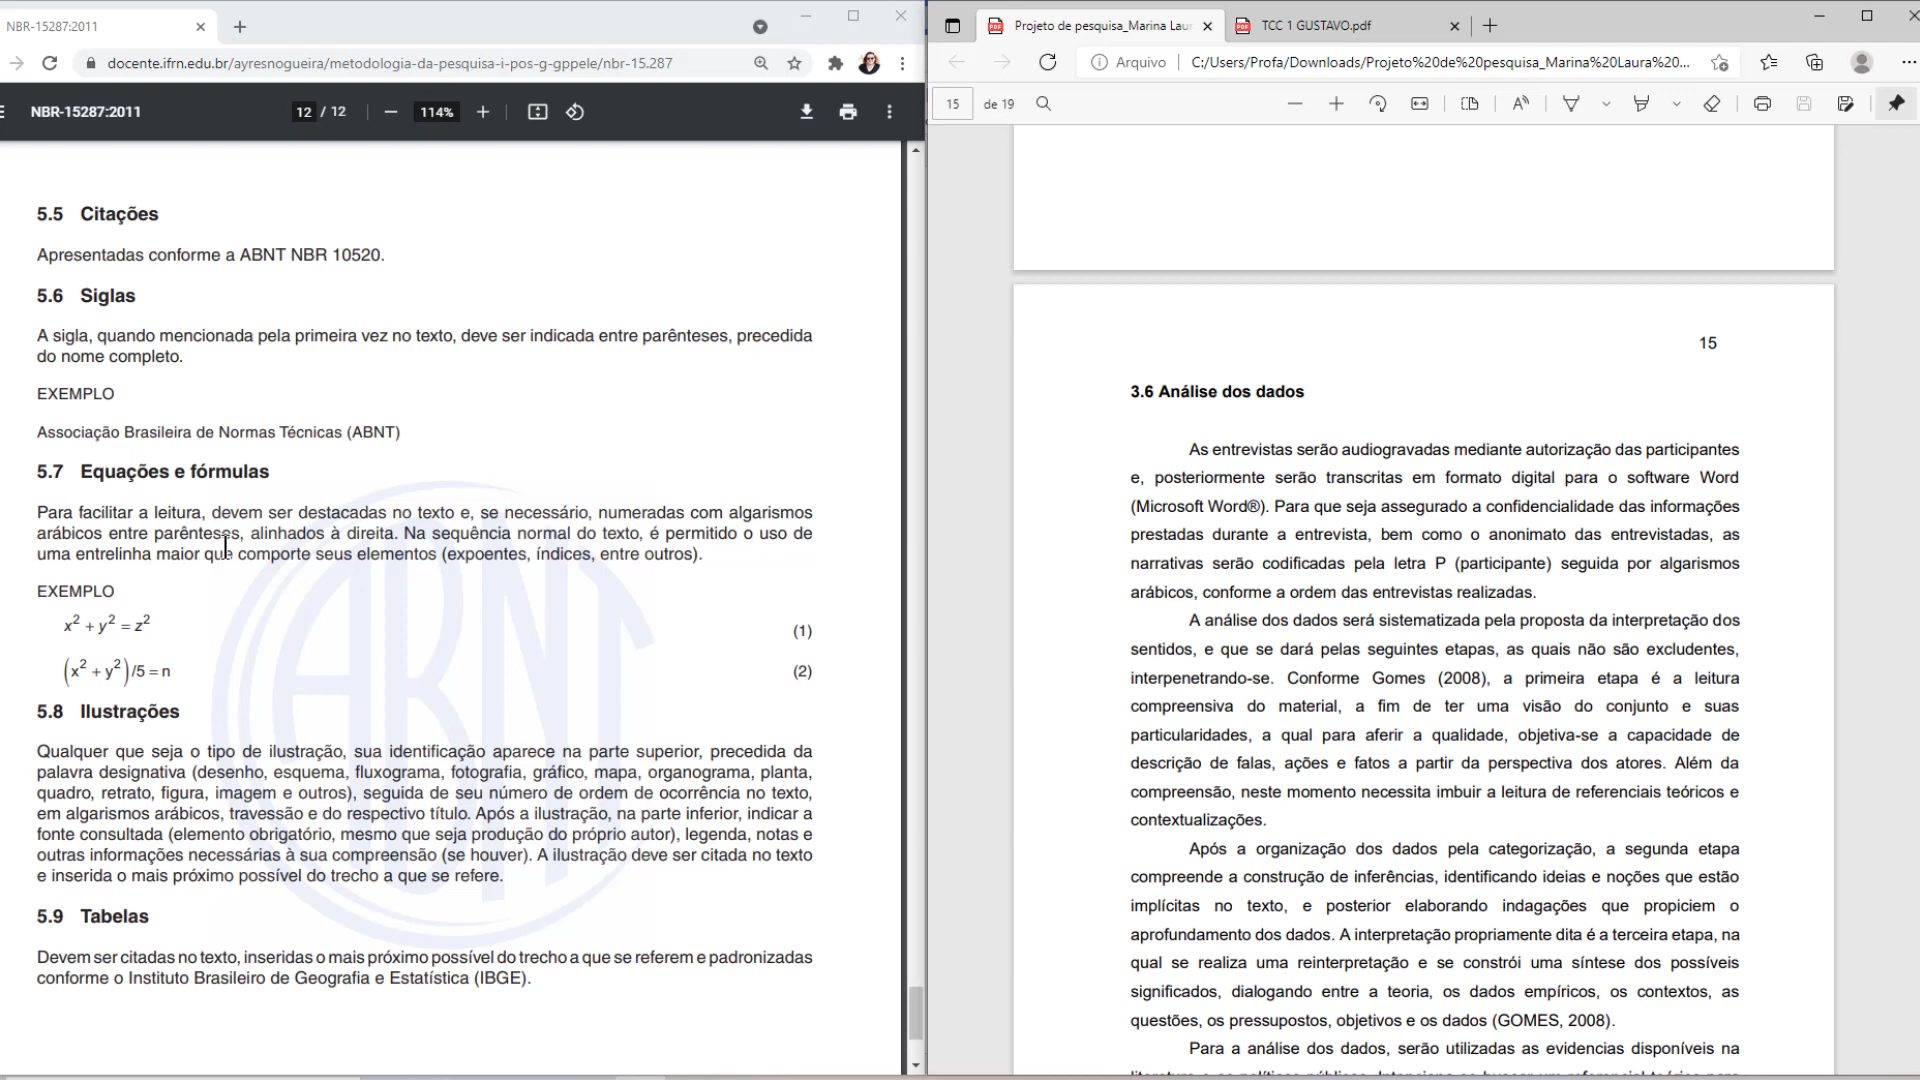 NBR-15287:2011
docente.ifrn.edu.br/ayresnogueira/metodologia-da-pesquisa-i-pos-g-gppele/nbr-15.287
NBR-15287:2011
12 / 12
114%
5.5 Citações
Apresentadas conforme a ABNT NBR 10520.
5.6 Siglas
A sigla, quando mencionada pela primeira vez no texto, deve ser indicada entre parênteses, precedida
do nome completo.
EXEMPLO
Associação Brasileira de Normas Técnicas (ABNT)
5.7 Equações e fórmulas
Para facilitar a leitura, devem ser destacadas no texto e, se necessário, numeradas com algarismos
arábicos entre parênteses, alinhados à direita. Na sequência normal do texto, é permitido o uso de
uma entrelinha maior que comporte seus elementos (expoentes, índices, entre outros).
EXEMPLO
x² + y² = z² (1)
(x² + y²)/5 = n (2)
5.8 Ilustrações
Qualquer que seja o tipo de ilustração, sua identificação aparece na parte superior, precedida da
palavra designativa (desenho, esquema, fluxograma, fotografia, gráfico, mapa, organograma, planta,
quadro, retrato, figura, imagem e outros), seguida de seu número de ordem de ocorrência no texto,
em algarismos arábicos, travessão e do respectivo título. Após a ilustração, na parte inferior, indicar a
fonte consultada (elemento obrigatório, mesmo que seja produção do próprio autor), legenda, notas e
outras informações necessárias à sua compreensão (se houver). A ilustração deve ser citada no texto
e inserida o mais próximo possível do trecho a que se refere.
5.9 Tabelas
Devem ser citadas no texto, inseridas o mais próximo possível do trecho a que se referem e padronizadas
conforme o Instituto Brasileiro de Geografia e Estatística (IBGE).
ABNT
Projeto de pesquisa_Marina Lau
TCC 1 GUSTAVO.pdf
Arquivo
C:/Users/Profa/Downloads/Projeto%20de%20pesquisa_Marina%20Laura%20...
15 de 19
15
3.6 Análise dos dados
As entrevistas serão audiogravadas mediante autorização das participantes
e, posteriormente serão transcritas em formato digital para o software Word
(Microsoft Word®). Para que seja assegurado a confidencialidade das informações
prestadas durante a entrevista, bem como o anonimato das entrevistadas, as
narrativas serão codificadas pela letra P (participante) seguida por algarismos
arábicos, conforme a ordem das entrevistas realizadas.
A análise dos dados será sistematizada pela proposta da interpretação dos
sentidos, e que se dará pelas seguintes etapas, as quais não são excludentes,
interpenetrando-se. Conforme Gomes (2008), a primeira etapa é a leitura
compreensiva do material, a fim de ter uma visão do conjunto e suas
particularidades, a qual para aferir a qualidade, objetiva-se a capacidade de
descrição de falas, ações e fatos a partir da perspectiva dos atores. Além da
compreensão, neste momento necessita imbuir a leitura de referenciais teóricos e
contextualizações.
Após a organização dos dados pela categorização, a segunda etapa
compreende a construção de inferências, identificando ideias e noções que estão
implícitas no texto, e posterior elaborando indagações que propiciem o
aprofundamento dos dados. A interpretação propriamente dita é a terceira etapa, na
qual se realiza uma reinterpretação e se constrói uma síntese dos possíveis
significados, dialogando entre a teoria, os dados empíricos, os contextos, as
questões, os pressupostos, objetivos e os dados (GOMES, 2008).
Para a análise dos dados, serão utilizadas as evidencias disponíveis na